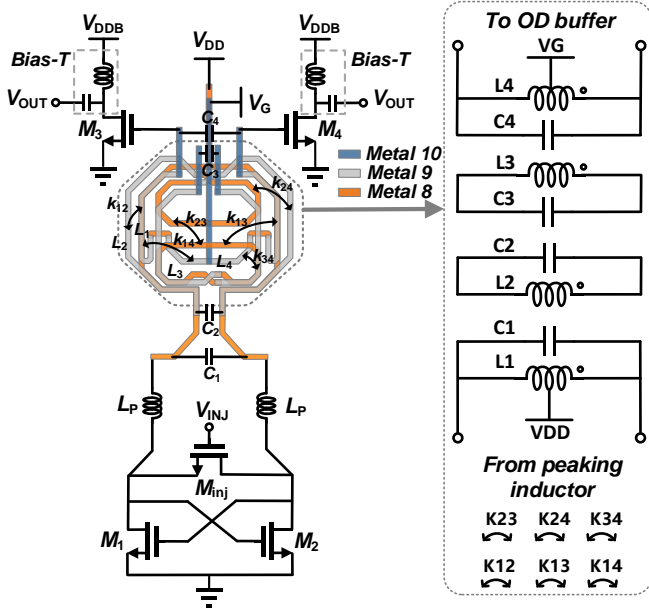 VDDB
VDDB
VDD
Bias-T
Bias-T
VOUT
VG
VOUT
C4
M3
M4
C3
Metal 10
Metal 9
Metal 8
k24
k12
k23
k13
L1
L2
k14
k34
L3
L4
C2
C1
LP
VINJ
LP
Minj
M1
M2
To OD buffer
VG
L4
C4
L3
C3
C2
L2
C1
L1
VDD
From peaking
inductor
K23 K24 K34
K12 K13 K14